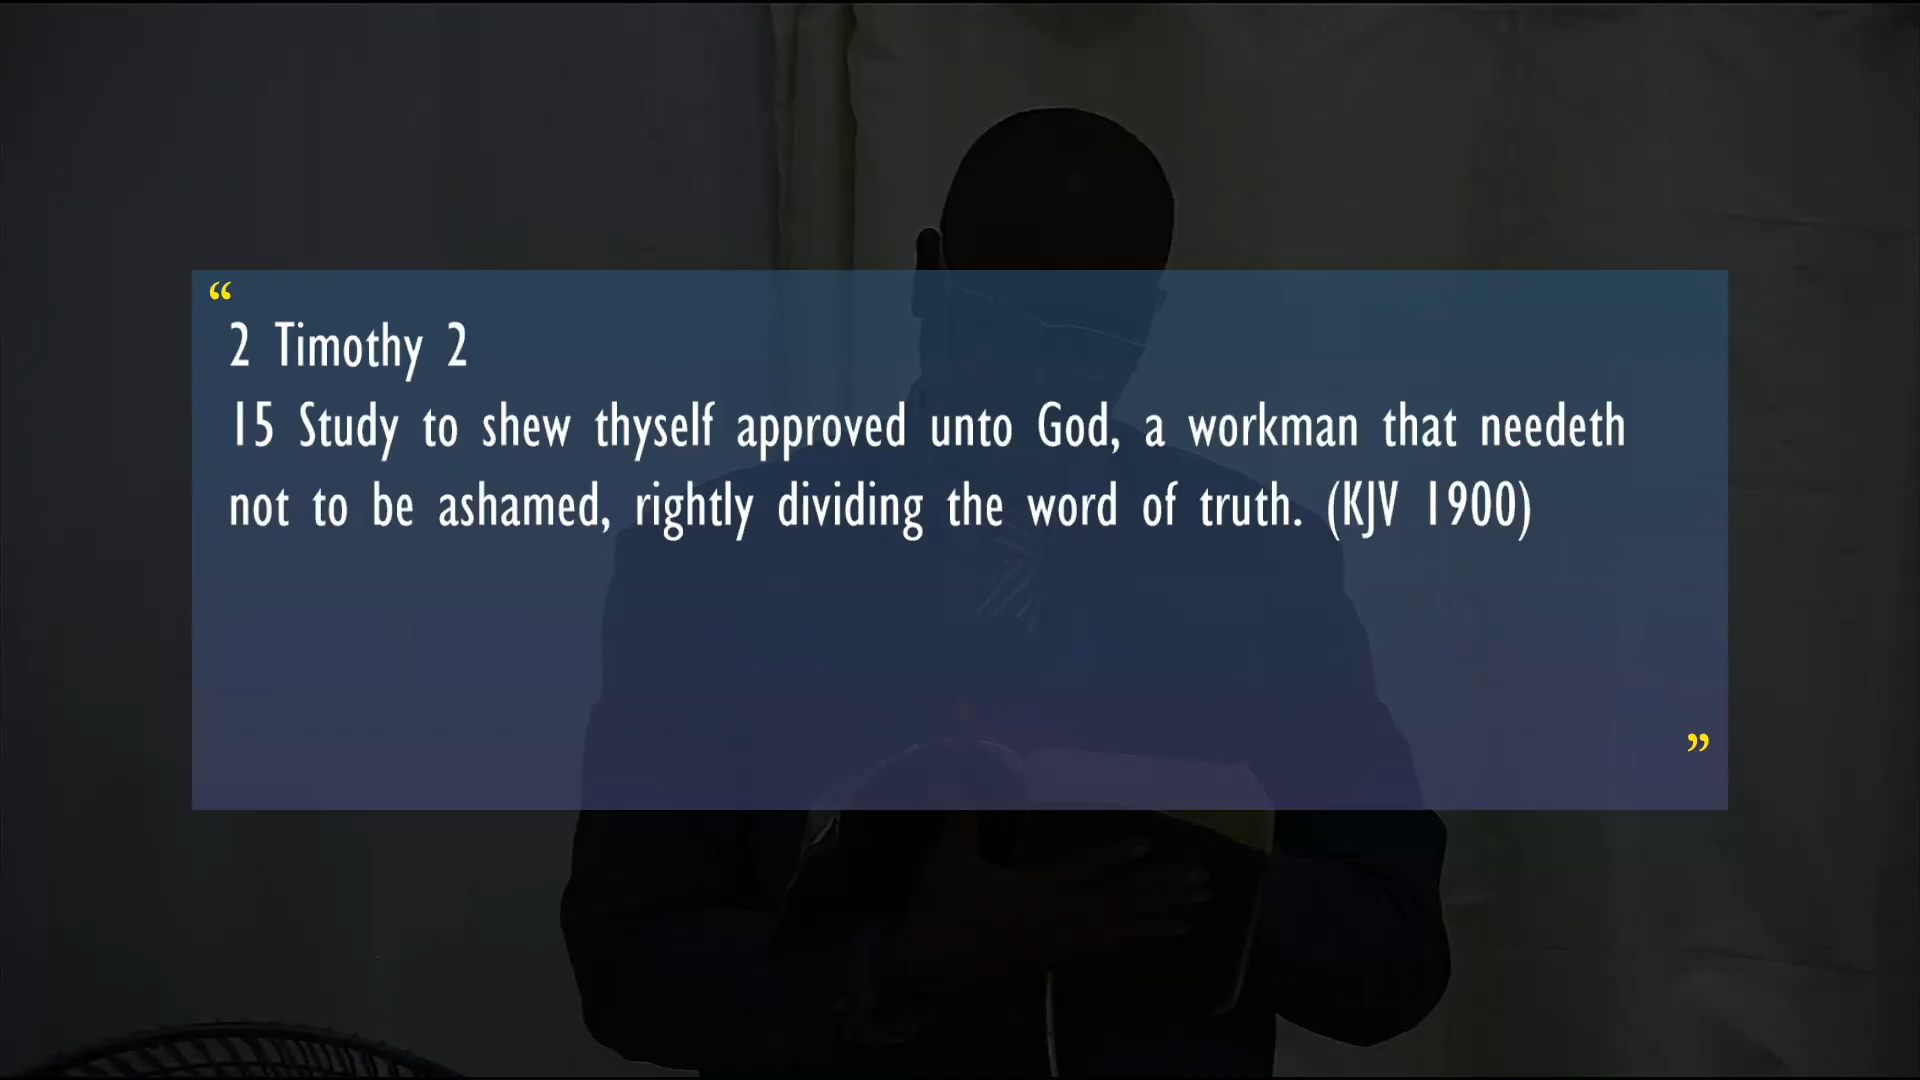 “
2 Timothy 2
15 Study to shew thyself approved unto God, a workman that needeth
not to be ashamed, rightly dividing the word of truth. (KJV 1900)
”